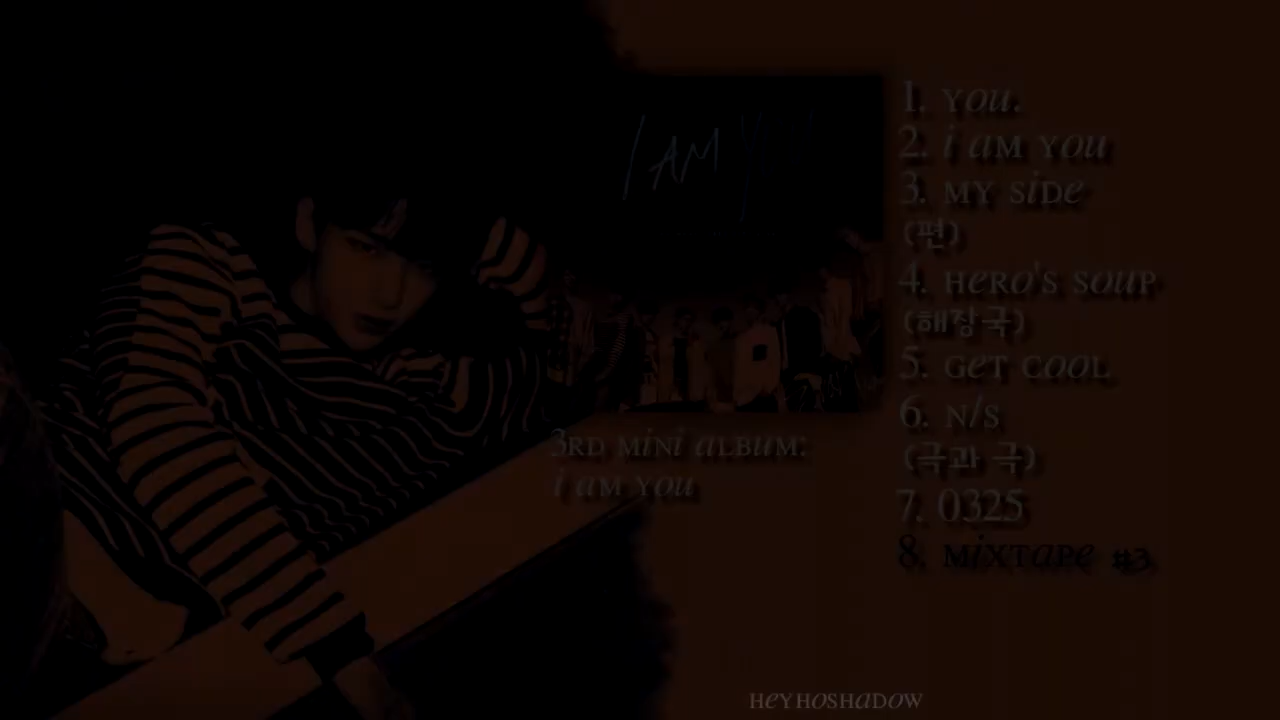 I AM
1. YOU.
2. i aM YOU
3. MY SiDe
(편)
4. HeRO'S SOUP
(해장국)
5. GeT COOL
6. N/S
(극과 극)
7. 0325
8. MiXTaPe #3
3RD MiNi aLBUM:
i aM YOU
HeYHOSHaDOW